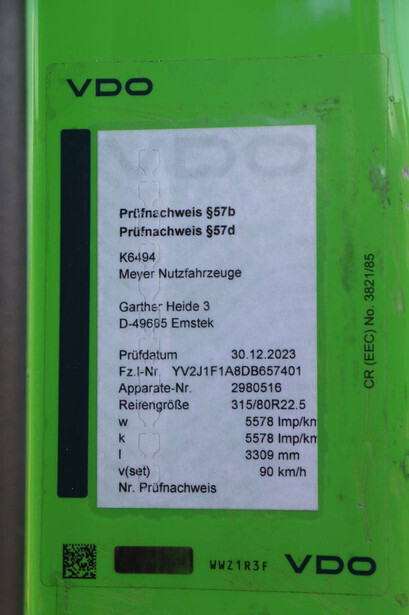 VDO
VDO
Prüfnachweis §57b
Prüfnachweis §57d
K6494
Meyer Nutzfahrzeuge
Garther Heide 3
D-49685 Emstek
Prüfdatum 30.12.2023
Fz.I-Nr. YV2J1F1A8DB657401
Apparate-Nr. 2980516
Reifengröße 315/80R22.5
w 5578 Imp/km
k 5578 Imp/km
l 3309 mm
v(set) 90 km/h
Nr. Prüfnachweis
CR (EEC) No. 3821/85
WWZ1R3F
VDO